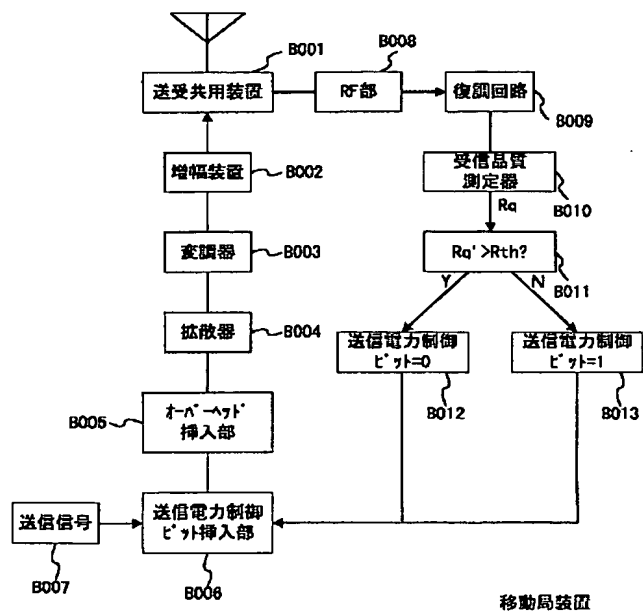 B001
B008
送受共用装置
RF部
復調回路
B009
増幅装置
B002
受信品質
測定器
B010
Rq
変調器
B003
Rq'>Rth?
B011
Y
N
拡散器
B004
送信電力制御
ビット=0
送信電力制御
ビット=1
B012
B013
B005
オーバーヘッド
挿入部
送信信号
送信電力制御
ビット挿入部
B007
B006
移動局装置